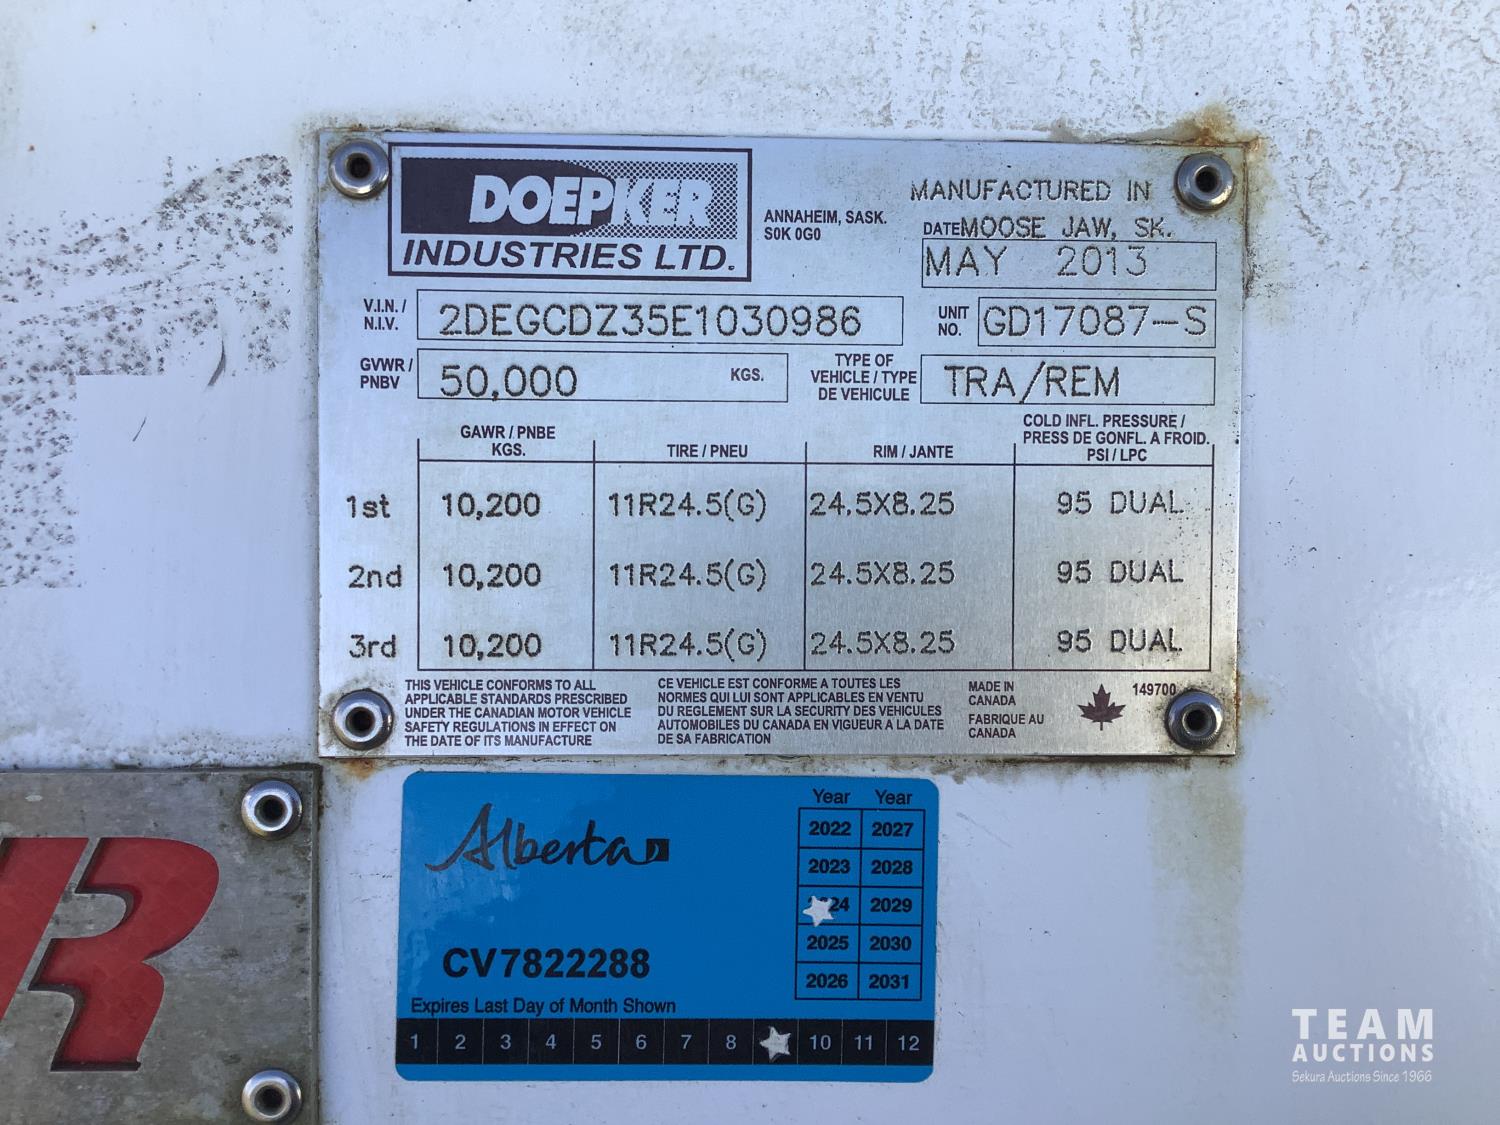 DOEPKER
INDUSTRIES LTD.
ANNAHEIM, SASK.
S0K 0G0
MANUFACTURED IN
DATE MOOSE JAW, SK.
MAY 2013
V.I.N. /
N.I.V.
2DEGCDZ35E1030986
UNIT
NO.
GD17087-S
GVWR /
PNBV
50,000 KGS.
TYPE OF
VEHICLE / TYPE
DE VEHICULE
TRA/REM
GAWR / PNBE
KGS.
TIRE / PNEU
RIM / JANTE
COLD INFL. PRESSURE /
PRESS DE GONFL. A FROID.
PSI / LPC
1st 10,200 11R24.5(G) 24.5X8.25 95 DUAL
2nd 10,200 11R24.5(G) 24.5X8.25 95 DUAL
3rd 10,200 11R24.5(G) 24.5X8.25 95 DUAL
THIS VEHICLE CONFORMS TO ALL
APPLICABLE STANDARDS PRESCRIBED
UNDER THE CANADIAN MOTOR VEHICLE
SAFETY REGULATIONS IN EFFECT ON
THE DATE OF ITS MANUFACTURE
CE VEHICLE EST CONFORME A TOUTES LES
NORMES QUI LUI SONT APPLICABLES EN VENTU
DU REGLEMENT SUR LA SECURITY DES VEHICULES
AUTOMOBILES DU CANADA EN VIGUEUR A LA DATE
DE SA FABRICATION
MADE IN
CANADA
FABRIQUE AU
CANADA
149700
Alberta
Year Year
2022 2027
2023 2028
24 2029
2025 2030
2026 2031
CV7822288
Expires Last Day of Month Shown
1 2 3 4 5 6 7 8 10 11 12
R
TEAM
AUCTIONS
Sekura Auctions Since 1966